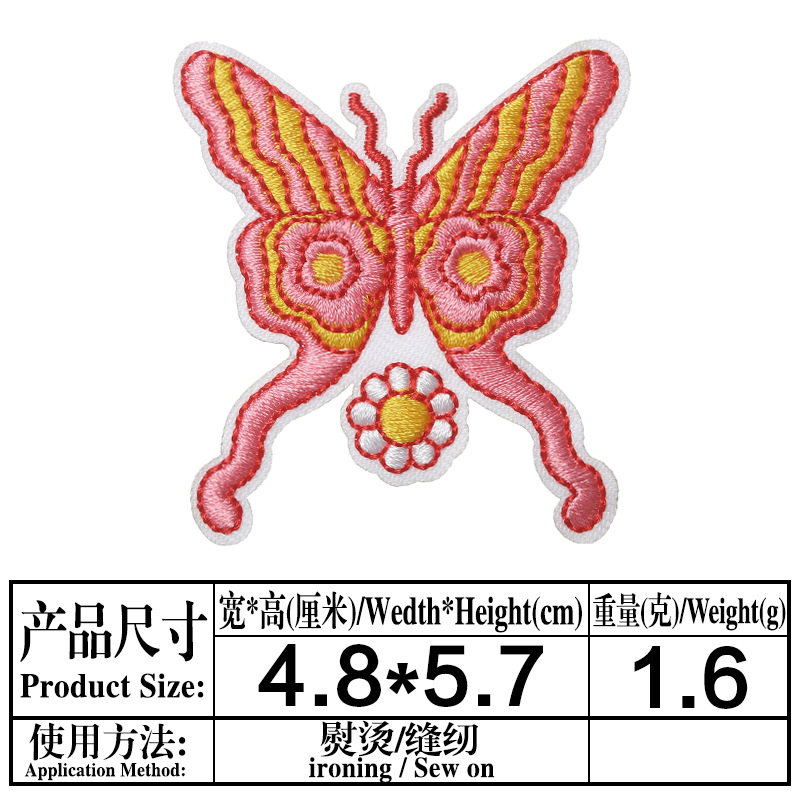 产品尺寸
Product Size:
宽*高(厘米)/Wedth*Height(cm)
重量(克)/Weight(g)
4.8*5.7
1.6
使用方法:
Application Method:
熨烫/缝纫
ironing / Sew on